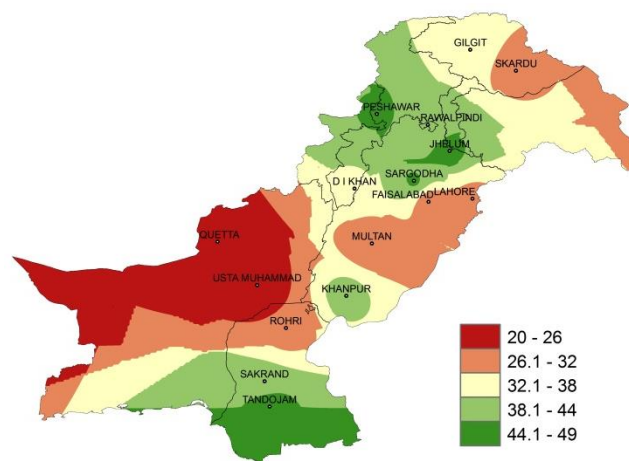 GILGIT
SKARDU
PESHAWAR
RAWALPINDI
JHELUM
SARGODHA
D I KHAN
FAISALABAD
LAHORE
QUETTA
MULTAN
USTA MUHAMMAD
KHANPUR
ROHRI
SAKRAND
TANDOJAM
20 - 26
26.1 - 32
32.1 - 38
38.1 - 44
44.1 - 49